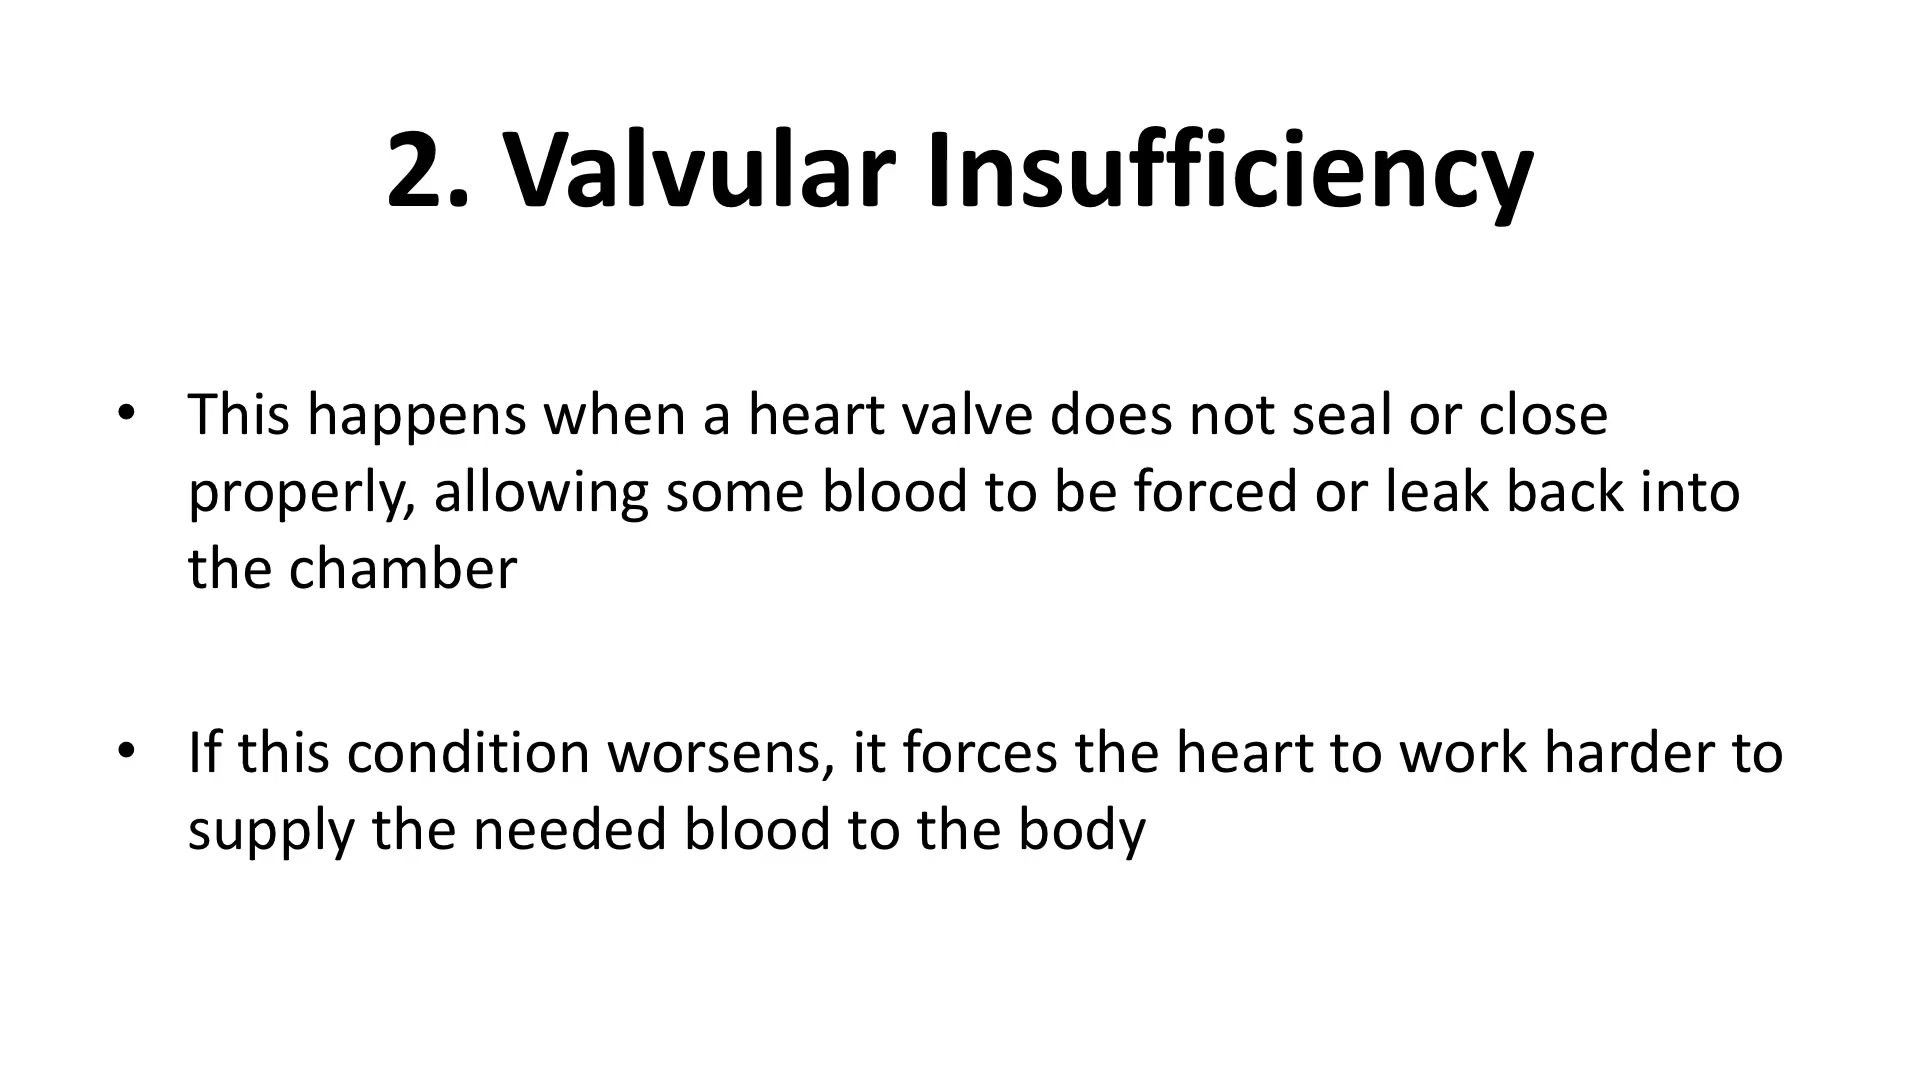 2. Valvular Insufficiency
• This happens when a heart valve does not seal or close
properly, allowing some blood to be forced or leak back into
the chamber
• If this condition worsens, it forces the heart to work harder to
supply the needed blood to the body